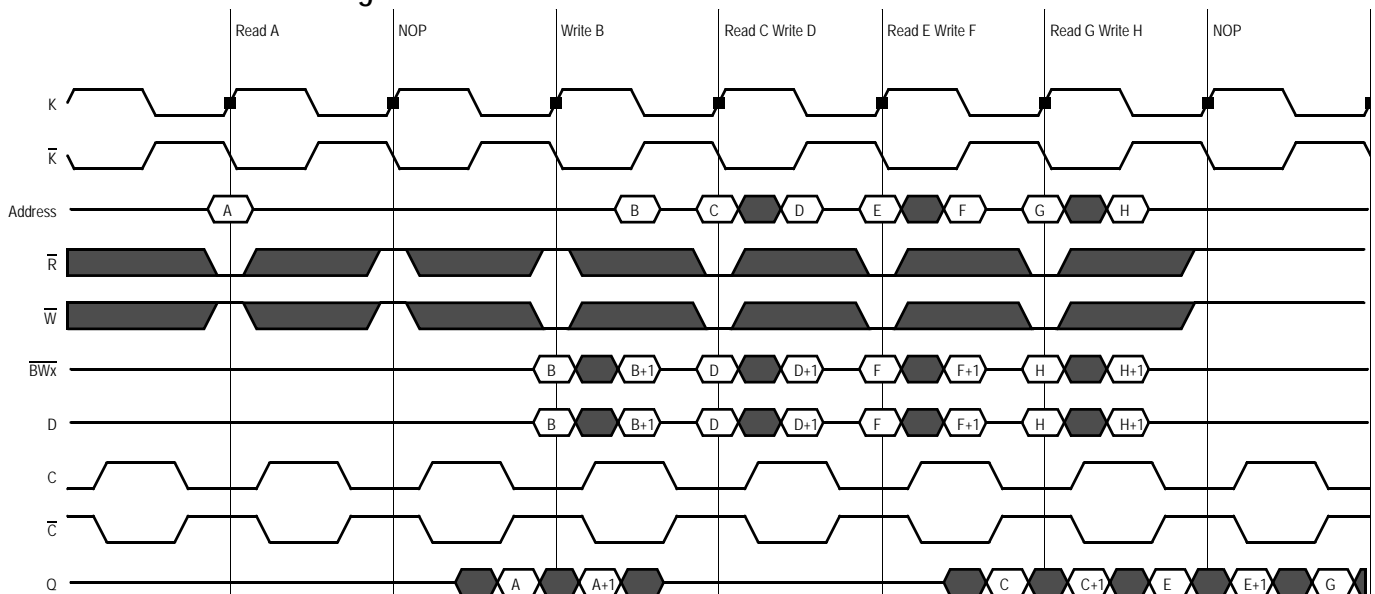 Read A NOP Write B Read C Write D Read E Write F Read G Write H NOP
K
K̅
Address A B C D E F G H
R̅
W̅
B̅W̅x̅ B B+1 D D+1 F F+1 H H+1
D B B+1 D D+1 F F+1 H H+1
C
C̅
Q A A+1 C C+1 E E+1 G